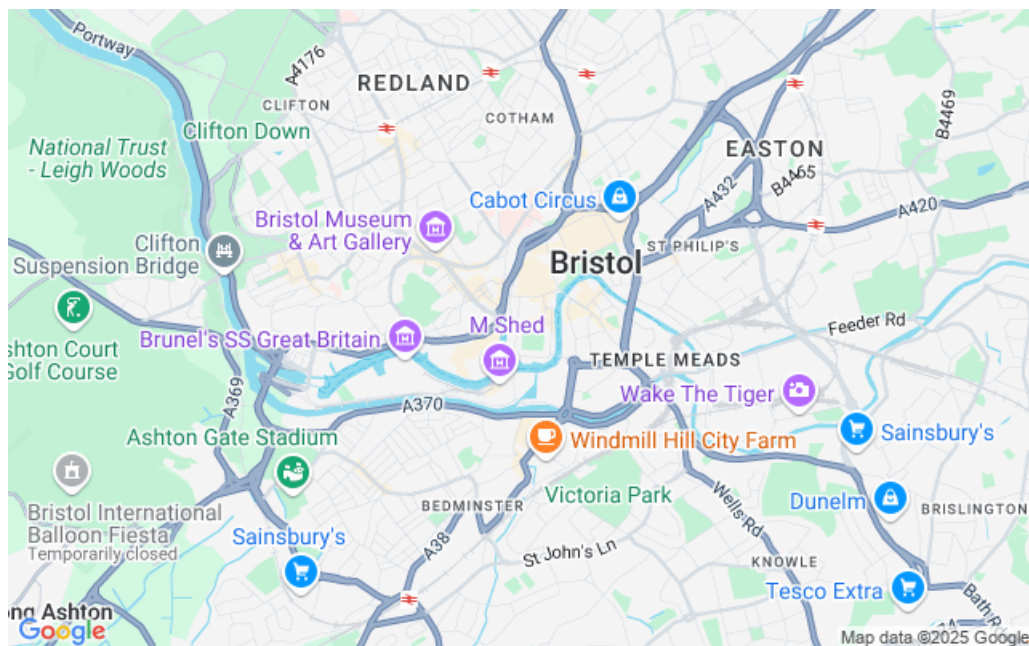 Portway
A4176
REDLAND
CLIFTON
COTHAM
B4469
Clifton Down
National Trust
- Leigh Woods
EASTON
B4465
A432
Cabot Circus
A420
Bristol Museum
& Art Gallery
ST PHILIP'S
Clifton
Suspension Bridge
Bristol
Feeder Rd
M Shed
Brunel's SS Great Britain
shton Court
Golf Course
TEMPLE MEADS
A369
A370
Wake The Tiger
Ashton Gate Stadium
Windmill Hill City Farm
Sainsbury's
Bristol International
Balloon Fiesta
Temporarily closed
Victoria Park
BEDMINSTER
Wells Rd
Dunelm
BRISLINGTON
Sainsbury's
A38
St John's Ln
KNOWLE
Tesco Extra
Bath Rd
ong Ashton
Google
Map data ©2025 Google